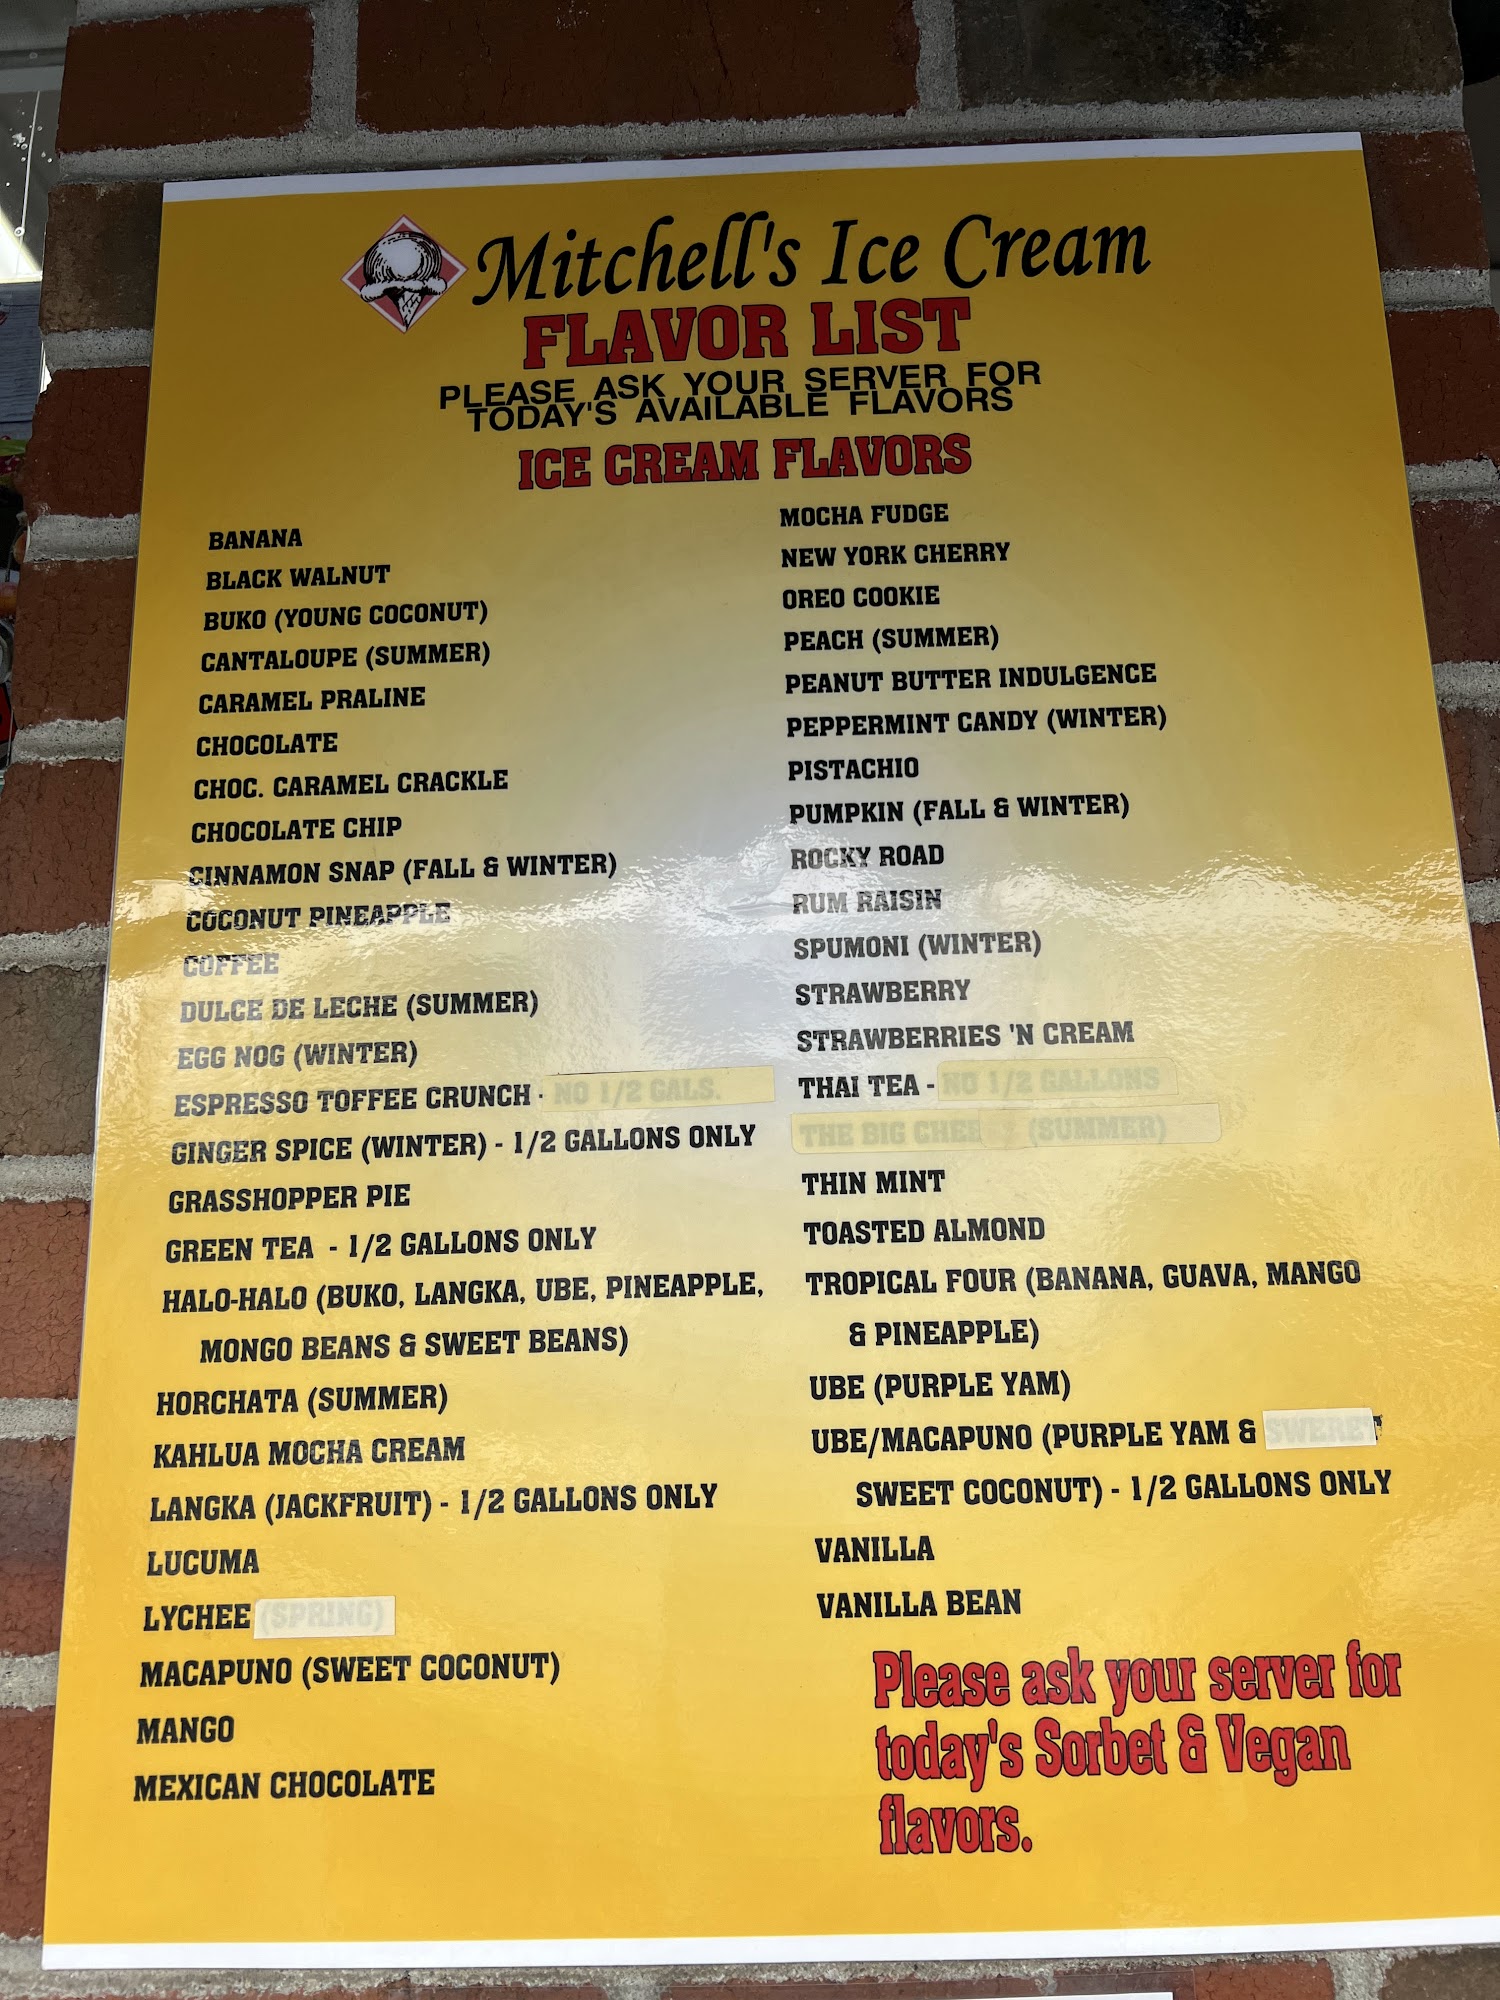 Mitchell's Ice Cream
FLAVOR LIST
PLEASE ASK YOUR SERVER FOR
TODAY'S AVAILABLE FLAVORS
ICE CREAM FLAVORS
BANANA
BLACK WALNUT
BUKO (YOUNG COCONUT)
CANTALOUPE (SUMMER)
CARAMEL PRALINE
CHOCOLATE
CHOC. CARAMEL CRACKLE
CHOCOLATE CHIP
CINNAMON SNAP (FALL & WINTER)
COCONUT PINEAPPLE
COFFEE
DULCE DE LECHE (SUMMER)
EGG NOG (WINTER)
ESPRESSO TOFFEE CRUNCH - NO 1/2 GALS.
GINGER SPICE (WINTER) - 1/2 GALLONS ONLY
GRASSHOPPER PIE
GREEN TEA - 1/2 GALLONS ONLY
HALO-HALO (BUKO, LANGKA, UBE, PINEAPPLE,
MONGO BEANS & SWEET BEANS)
HORCHATA (SUMMER)
KAHLUA MOCHA CREAM
LANGKA (JACKFRUIT) - 1/2 GALLONS ONLY
LUCUMA
LYCHEE (SPRING)
MACAPUNO (SWEET COCONUT)
MANGO
MEXICAN CHOCOLATE
MOCHA FUDGE
NEW YORK CHERRY
OREO COOKIE
PEACH (SUMMER)
PEANUT BUTTER INDULGENCE
PEPPERMINT CANDY (WINTER)
PISTACHIO
PUMPKIN (FALL & WINTER)
ROCKY ROAD
RUM RAISIN
SPUMONI (WINTER)
STRAWBERRY
STRAWBERRIES 'N CREAM
THAI TEA - NO 1/2 GALLONS
THE BIG (SUMMER)
THIN MINT
TOASTED ALMOND
TROPICAL FOUR (BANANA, GUAVA, MANGO
& PINEAPPLE)
UBE (PURPLE YAM)
UBE/MACAPUNO (PURPLE YAM & SWERET
SWEET COCONUT) - 1/2 GALLONS ONLY
VANILLA
VANILLA BEAN
Please ask your server for
today's Sorbet & Vegan
flavors.